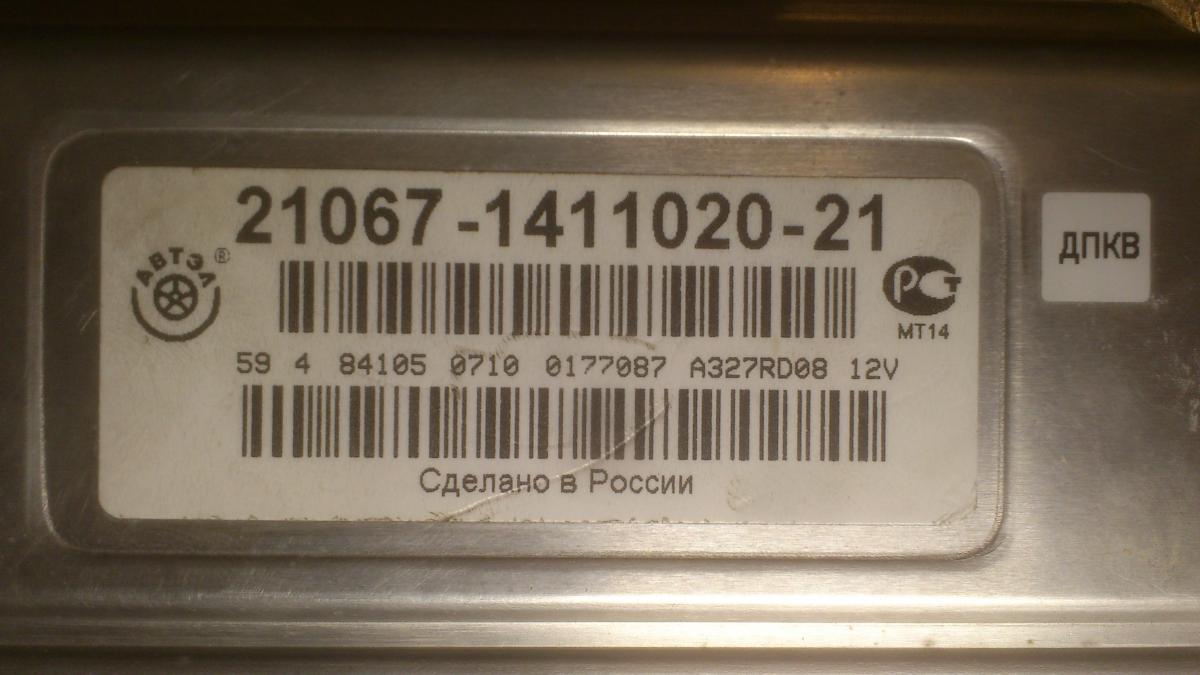 21067-1411020-21
АВТЭЛ®
РСТ
МТ14
59 4 84105 0710 0177087 A327RD08 12V
Сделано в России
ДПКВ